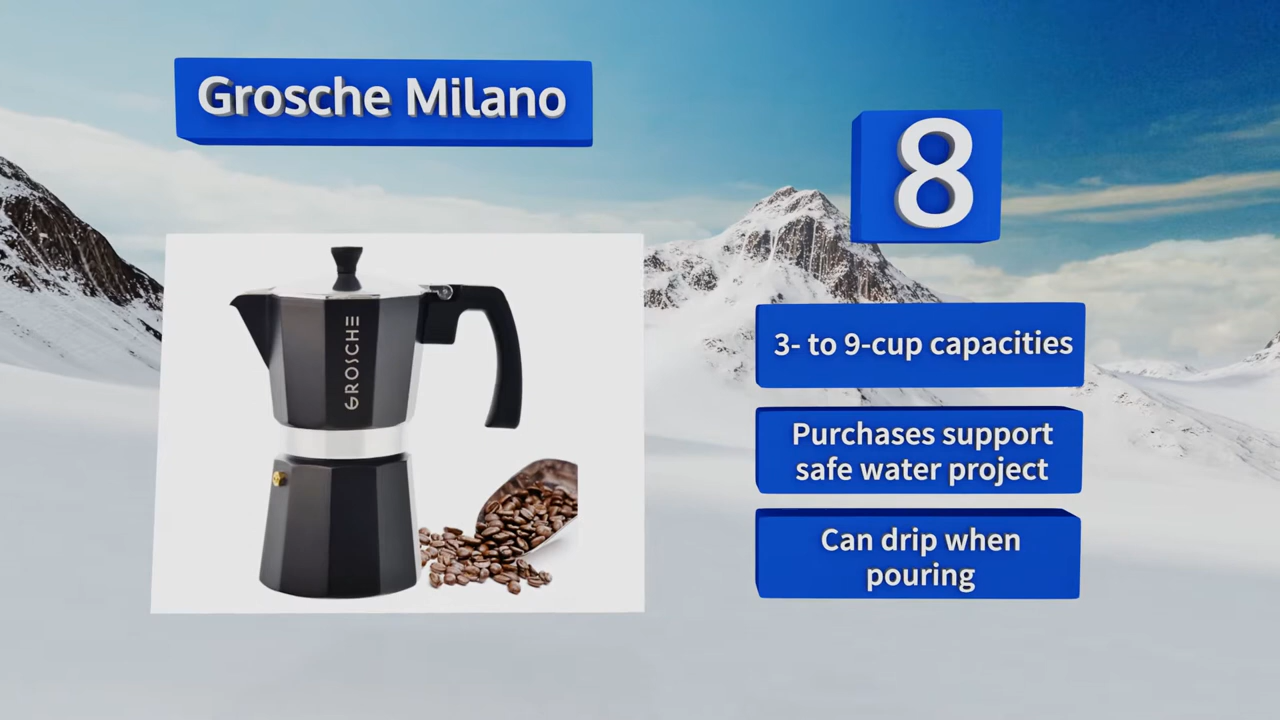 Grosche Milano
8
GROSCHE
3- to 9-cup capacities
Purchases support
safe water project
Can drip when
pouring